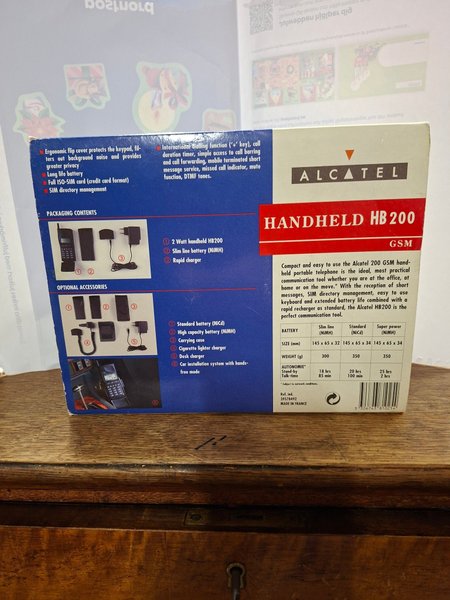 postnord
Ergonomic flip cover protects the keypad, fil-
ters out background noise and provides
greater privacy
Long life battery
Full ISO-SIM card (credit card format)
SIM directory management
International dialling function ('+' key), call
duration timer, simple access to call barring
and call forwarding, mobile terminated short
message service, missed call indicator, mute
function, DTMF tones.
ALCATEL
HANDHELD HB 200
GSM
PACKAGING CONTENTS
1 2 Watt handheld HB200
2 Slim line battery (NiMH)
3 Rapid charger
OPTIONAL ACCESSORIES
Standard battery (NiCd)
High capacity battery (NiMH)
Carrying case
Cigarette lighter charger
Desk charger
Car installation system with hands-
free mode
Compact and easy to use the Alcatel 200 GSM hand-
held portable telephone is the ideal, most practical
communication tool whether you are at the office, at
home or on the move.* With the reception of short
messages, SIM directory management, easy to use
keyboard and extended battery life combined with a
rapid recharger as standard, the Alcatel HB200 is the
perfect communication tool.
BATTERY Slim line (NiMH) Standard (NiCd) Super power (NiMH)
SIZE (mm) 145 x 65 x 32 145 x 65 x 34 145 x 65 x 34
WEIGHT (g) 300 350 350
AUTONOMIE*
Stand-by 18 hrs 20 hrs 25 hrs
Talk-time 85 min 100 min 2 hrs
Ref. ind.
MADE IN FRANCE